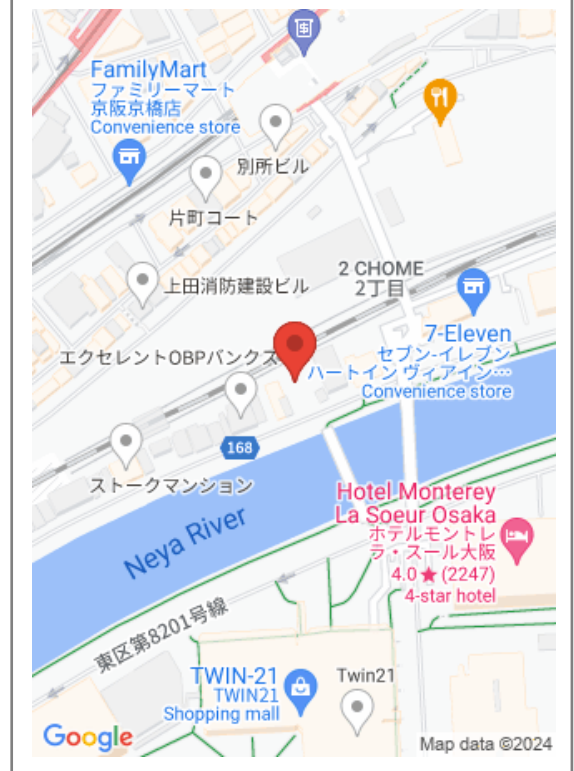 FamilyMart
ファミリーマート
京阪京橋店
Convenience store
別所ビル
片町コート
上田消防建設ビル
2 CHOME
2丁目
7-Eleven
セブン-イレブン
ハートイン ヴィアイン…
Convenience store
エクセレントOBPバンクス
168
ストークマンション
Neya River
Hotel Monterey
La Soeur Osaka
ホテルモントレ
ラ・スール大阪
4.0★(2247)
4-star hotel
東区第8201号線
TWIN-21
TWIN21
Shopping mall
Twin21
Google
Map data ©2024